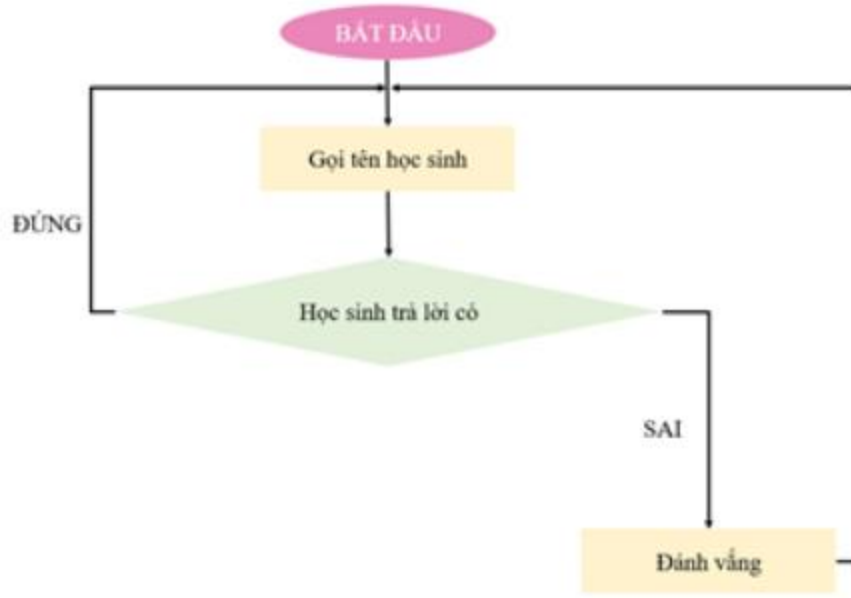 BẮT ĐẦU
Gọi tên học sinh
ĐÚNG
Học sinh trả lời có
SAI
Đánh vắng